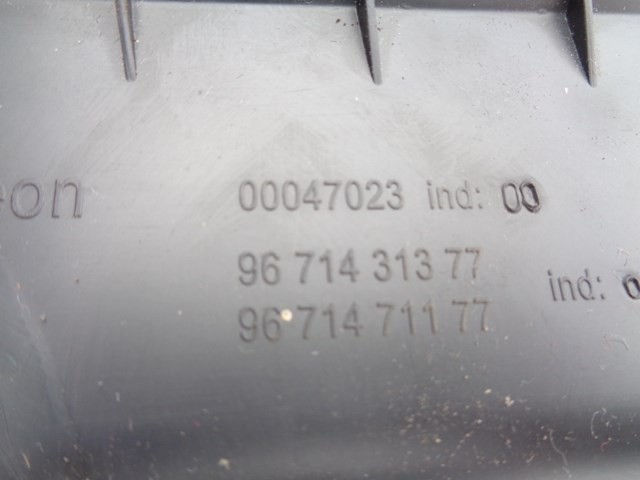 eon 00047023 ind: 00
96 714 313 77
ind:
96 714 711 77